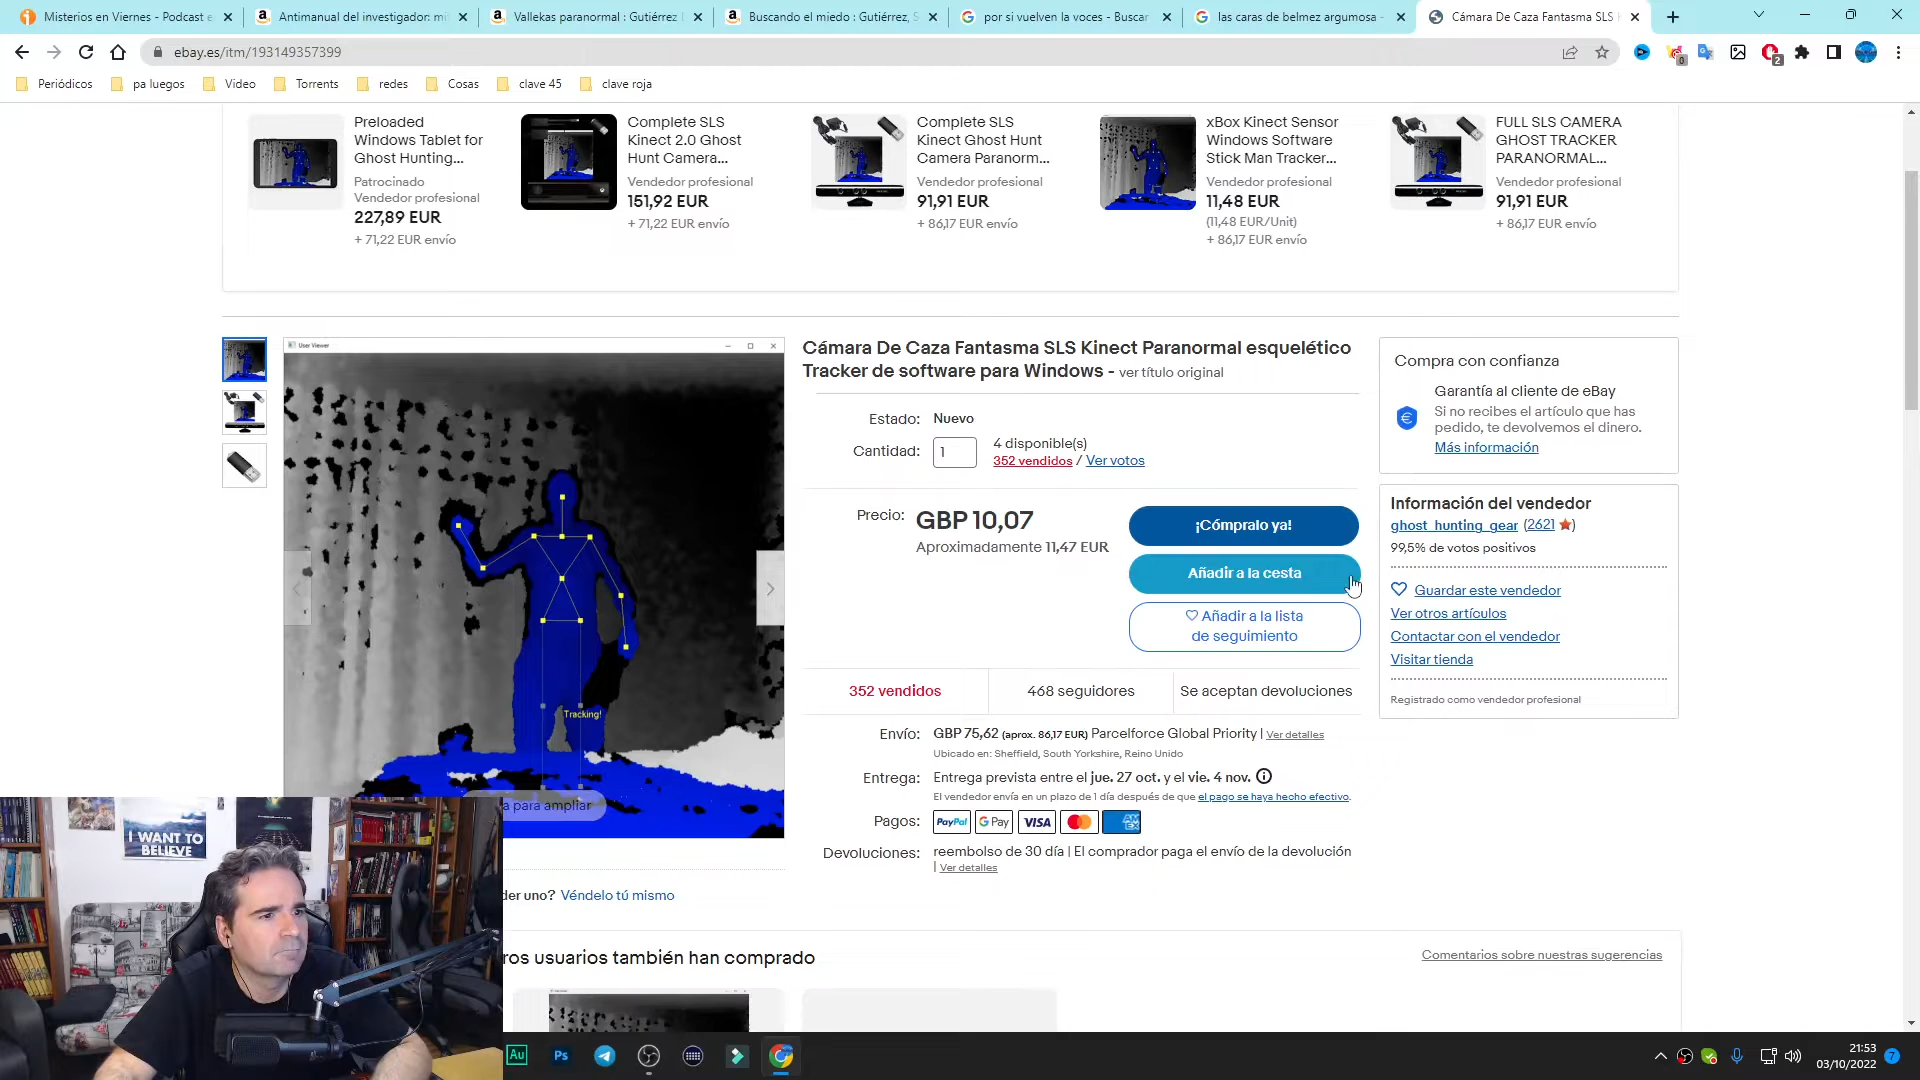 Misterios en Viernes - Podcast e
Antimanual del investigador: mi
Vallekas paranormal : Gutiérrez
Buscando el miedo : Gutiérrez, S
por si vuelven la voces - Buscar
las caras de belmez argumosa -
Cámara De Caza Fantasma SLS
ebay.es/itm/193149357399
0
2
Periódicos
pa luegos
Video
Torrents
redes
Cosas
clave 45
clave roja
Preloaded
Windows Tablet for
Ghost Hunting...
Patrocinado
Vendedor profesional
227,89 EUR
+ 71,22 EUR envío
Complete SLS
Kinect 2.0 Ghost
Hunt Camera...
Vendedor profesional
151,92 EUR
+ 71,22 EUR envío
Complete SLS
Kinect Ghost Hunt
Camera Paranorm...
Vendedor profesional
91,91 EUR
+ 86,17 EUR envío
xBox Kinect Sensor
Windows Software
Stick Man Tracker...
Vendedor profesional
11,48 EUR
(11,48 EUR/Unit)
+ 86,17 EUR envío
FULL SLS CAMERA
GHOST TRACKER
PARANORMAL...
Vendedor profesional
91,91 EUR
+ 86,17 EUR envío
User Viewer
Tracking!
a para ampliar
Cámara De Caza Fantasma SLS Kinect Paranormal esquelético
Tracker de software para Windows - ver título original
Estado: Nuevo
Cantidad: 1
4 disponible(s)
352 vendidos / Ver votos
Precio: GBP 10,07
Aproximadamente 11,47 EUR
¡Cómpralo ya!
Añadir a la cesta
Añadir a la lista
de seguimiento
352 vendidos
468 seguidores
Se aceptan devoluciones
Envío: GBP 75,62 (aprox. 86,17 EUR) Parcelforce Global Priority | Ver detalles
Ubicado en: Sheffield, South Yorkshire, Reino Unido
Entrega: Entrega prevista entre el jue. 27 oct. y el vie. 4 nov.
El vendedor envía en un plazo de 1 día después de que el pago se haya hecho efectivo.
Pagos: PayPal G Pay VISA AM EX
Devoluciones: reembolso de 30 día | El comprador paga el envío de la devolución
| Ver detalles
Compra con confianza
Garantía al cliente de eBay
Si no recibes el artículo que has
pedido, te devolvemos el dinero.
Más información
Información del vendedor
ghost_hunting_gear (2621)
99,5% de votos positivos
Guardar este vendedor
Ver otros artículos
Contactar con el vendedor
Visitar tienda
Registrado como vendedor profesional
der uno? Véndelo tú mismo
ros usuarios también han comprado
Comentarios sobre nuestras sugerencias
I WANT TO
BELIEVE
Au
Ps
21:53
03/10/2022
7